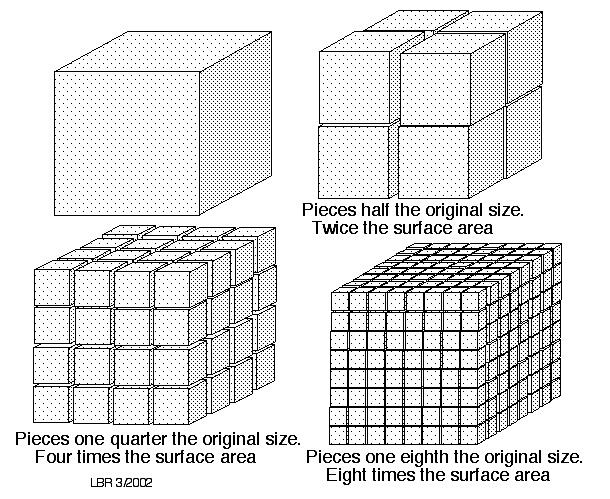 Pieces half the original size.
Twice the surface area
Pieces one quarter the original size.
Four times the surface area
LBR 3/2002
Pieces one eighth the original size.
Eight times the surface area